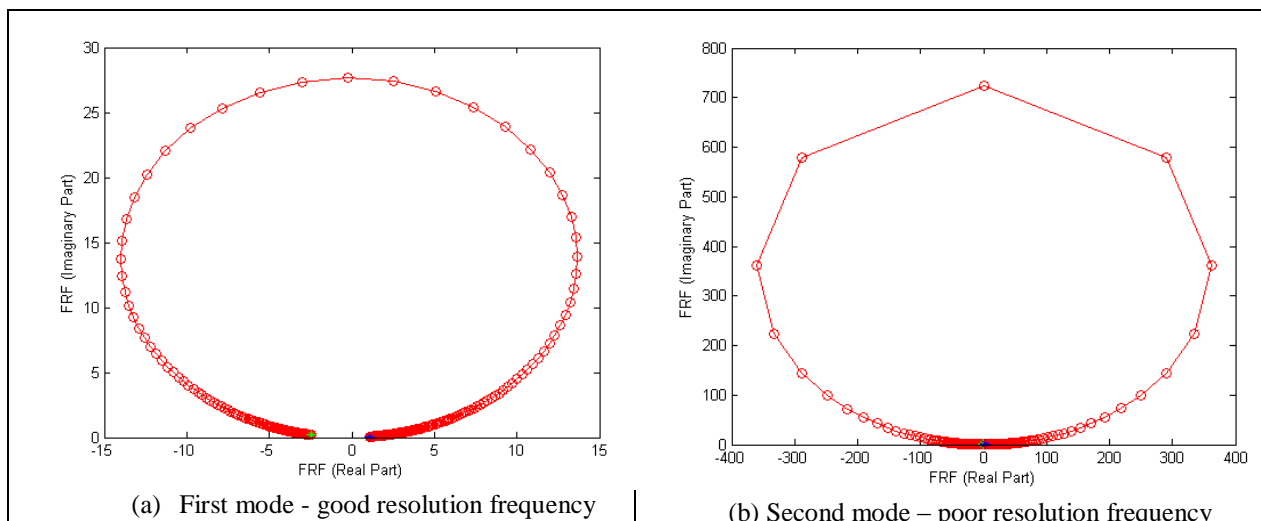 30
25
20
15
10
5
0
FRF (Imaginary Part)
-15 -10 -5 0 5 10 15
FRF (Real Part)
(a) First mode - good resolution frequency
800
700
600
500
400
300
200
100
0
FRF (Imaginary Part)
-400 -300 -200 -100 0 100 200 300 400
FRF (Real Part)
(b) Second mode – poor resolution frequency